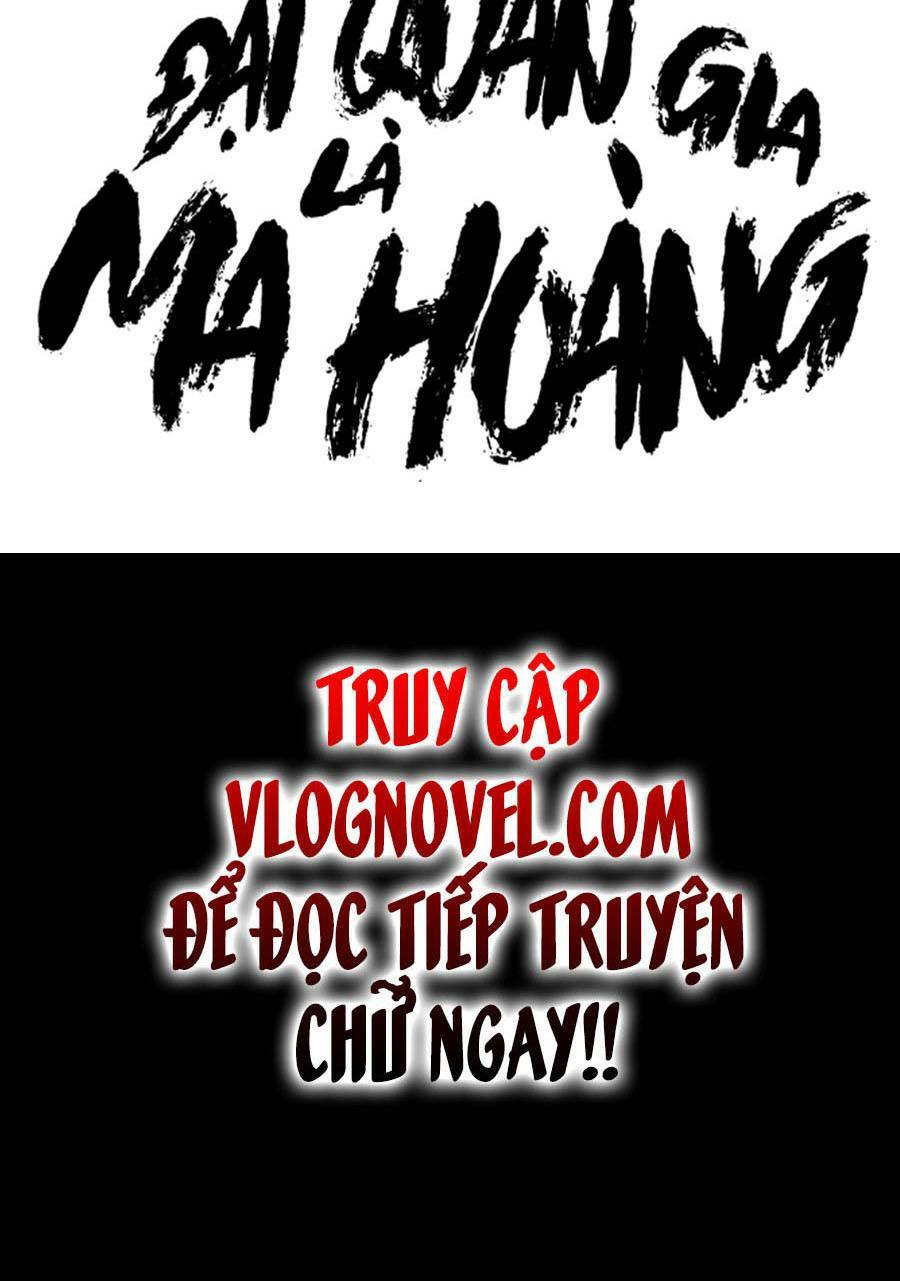 ĐẠI QUẢN GIA
LÀ
MA HOÀNG
TRUY CẬP
VLOGNOVEL.COM
ĐỂ ĐỌC TIẾP TRUYỆN
CHỮ NGAY!!